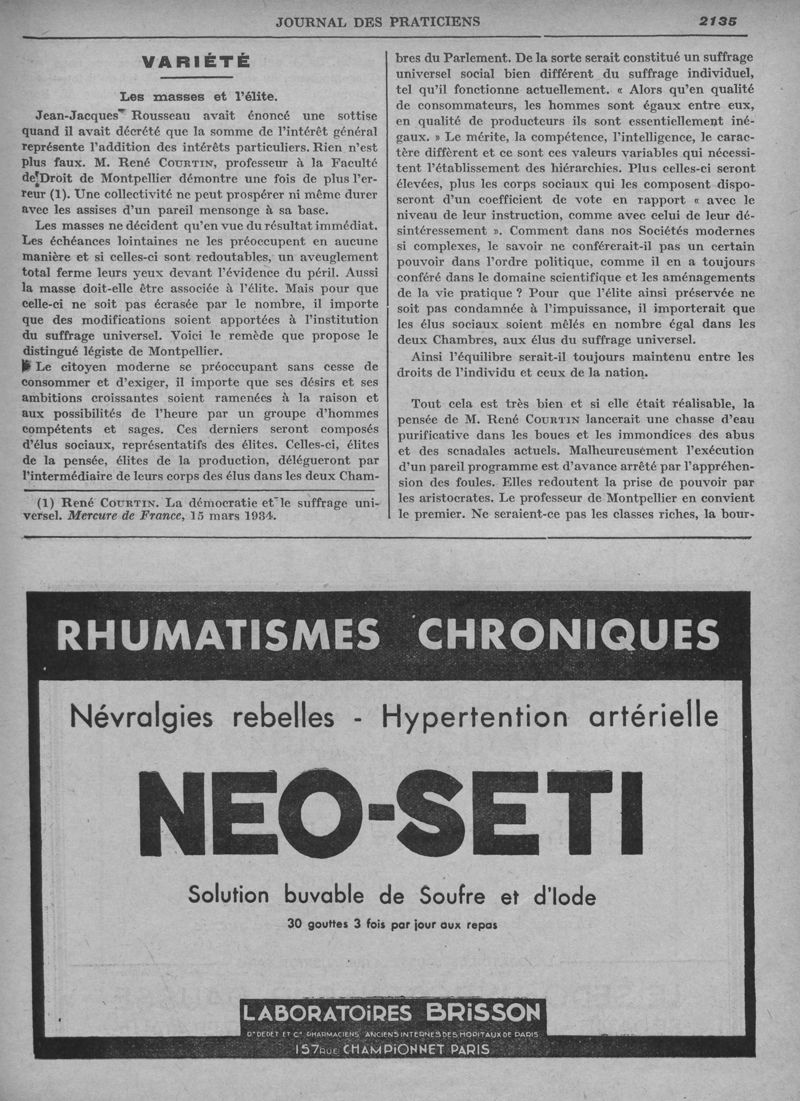 JOURNAL DES PRATICIENS 2135
VARIÉTÉ
Les masses et l'élite.
Jean-Jacques Rousseau avait énoncé une sottise
quand il avait décrété que la somme de l'intérêt général
représente l'addition des intérêts particuliers. Rien n'est
plus faux. M. René COURTIN, professeur à la Faculté
de Droit de Montpellier démontre une fois de plus l'er-
reur (1). Une collectivité ne peut prospérer ni même durer
avec les assises d'un pareil mensonge à sa base.
Les masses ne décident qu'en vue du résultat immédiat.
Les échéances lointaines ne les préoccupent en aucune
manière et si celles-ci sont redoutables, un aveuglement
total ferme leurs yeux devant l'évidence du péril. Aussi
la masse doit-elle être associée à l'élite. Mais pour que
celle-ci ne soit pas écrasée par le nombre, il importe
que des modifications soient apportées à l'institution
du suffrage universel. Voici le remède que propose le
distingué légiste de Montpellier.
Le citoyen moderne se préoccupant sans cesse de
consommer et d'exiger, il importe que ses désirs et ses
ambitions croissantes soient ramenées à la raison et
aux possibilités de l'heure par un groupe d'hommes
compétents et sages. Ces derniers seront composés
d'élus sociaux, représentatifs des élites. Celles-ci, élites
de la pensée, élites de la production, délégueront par
l'intermédiaire de leurs corps des élus dans les deux Cham-
(1) René COURTIN. La démocratie et le suffrage uni-
versel. Mercure de France, 15 mars 1934.
bres du Parlement. De la sorte serait constitué un suffrage
universel social bien différent du suffrage individuel,
tel qu'il fonctionne actuellement. « Alors qu'en qualité
de consommateurs, les hommes sont égaux entre eux,
en qualité de producteurs ils sont essentiellement iné-
gaux. » Le mérite, la compétence, l'intelligence, le carac-
tère diffèrent et ce sont ces valeurs variables qui nécessi-
tent l'établissement des hiérarchies. Plus celles-ci seront
élevées, plus les corps sociaux qui les composent dispo-
seront d'un coefficient de vote en rapport « avec le
niveau de leur instruction, comme avec celui de leur dé-
sintéressement ». Comment dans nos Sociétés modernes
si complexes, le savoir ne conférerait-il pas un certain
pouvoir dans l'ordre politique, comme il en a toujours
conféré dans le domaine scientifique et les aménagements
de la vie pratique ? Pour que l'élite ainsi préservée ne
soit pas condamnée à l'impuissance, il importerait que
les élus sociaux soient mêlés en nombre égal dans les
deux Chambres, aux élus du suffrage universel.
Ainsi l'équilibre serait-il toujours maintenu entre les
droits de l'individu et ceux de la nation.
Tout cela est très bien et si elle était réalisable, la
pensée de M. René COURTIN lancerait une chasse d'eau
purificative dans les boues et les immondices des abus
et des scnadales actuels. Malheureusement l'exécution
d'un pareil programme est d'avance arrêté par l'appréhen-
sion des foules. Elles redoutent la prise de pouvoir par
les aristocrates. Le professeur de Montpellier en convient
le premier. Ne seraient-ce pas les classes riches, la bour-
RHUMATISMES CHRONIQUES
Névralgies rebelles - Hypertention artérielle
NEO-SETI
Solution buvable de Soufre et d'Iode
30 gouttes 3 fois par jour aux repas
LABORATOIRES BRISSON
Drs DEDET ET Cie PHARMACIENS ANCIENS INTERNES DES HOPITAUX DE PARIS
157 RUE CHAMPIONNET PARIS